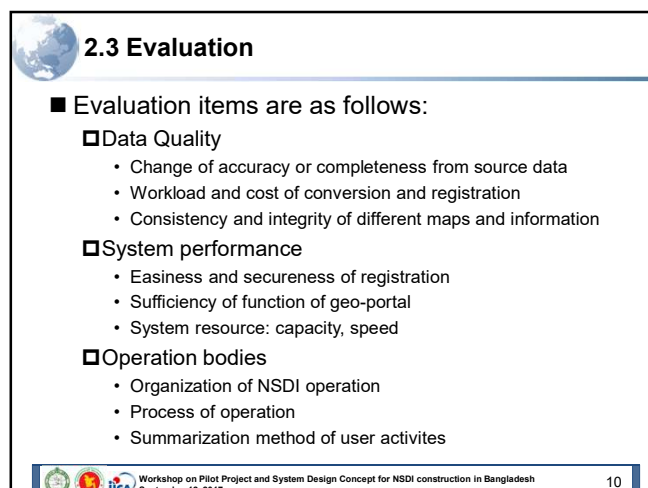 2.3 Evaluation
■ Evaluation items are as follows:
Data Quality
• Change of accuracy or completeness from source data
• Workload and cost of conversion and registration
• Consistency and integrity of different maps and information
System performance
• Easiness and secureness of registration
• Sufficiency of function of geo-portal
• System resource: capacity, speed
Operation bodies
• Organization of NSDI operation
• Process of operation
• Summarization method of user activites
Workshop on Pilot Project and System Design Concept for NSDI construction in Bangladesh
10